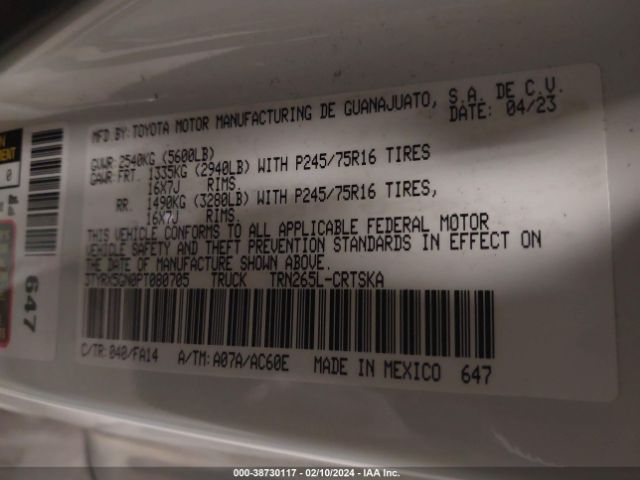 MFD.BY:TOYOTA MOTOR MANUFACTURING DE GUANAJUATO, S.A. DE C.V.
DATE: 04/23
GVWR:2540KG (5600LB)
GAWR:FRT. 1335KG (2940LB) WITH P245/75R16 TIRES
16X7J RIMS.
RR. 1490KG (3280LB) WITH P245/75R16 TIRES,
16X7J RIMS.
THIS VEHICLE CONFORMS TO ALL APPLICABLE FEDERAL MOTOR
VEHICLE SAFETY AND THEFT PREVENTION STANDARDS IN EFFECT ON
THE DATE OF MANUFACTURE SHOWN ABOVE.
3TYRX5GN0PT080705 TRUCK TRN265L-CRTSKA
C/TR:040/FA14 A/TM:A07A/AC60E MADE IN MEXICO 647
647
000-38730117 - 02/10/2024 - IAA Inc.